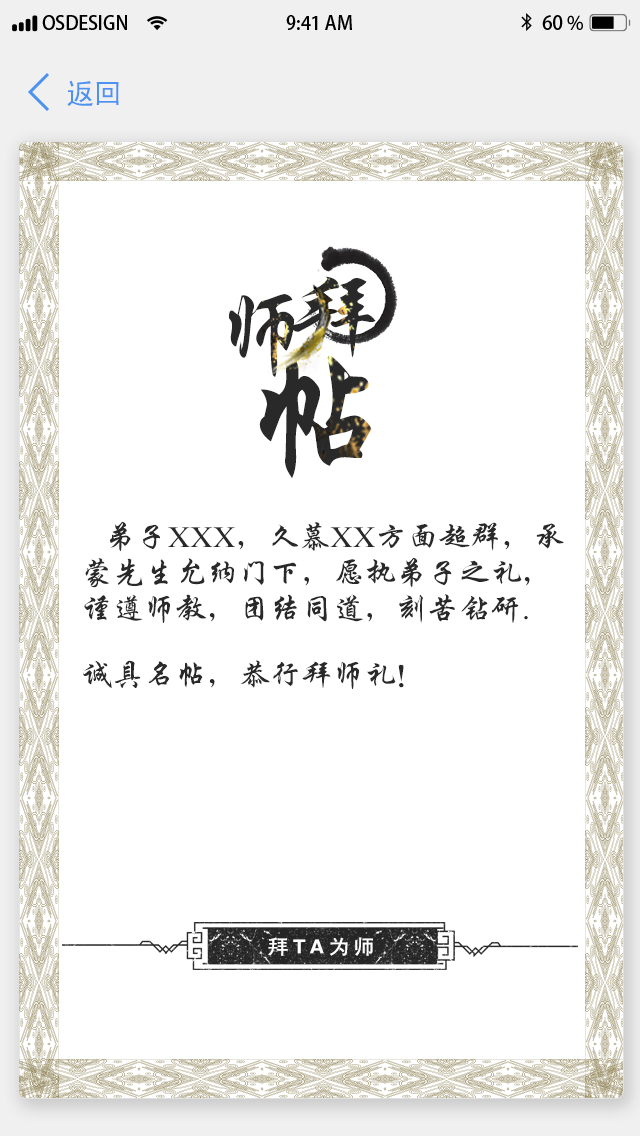 OSDESIGN 9:41 AM 60 %
返回
拜
师
帖
弟子XXX，久慕XX方面超群，承
蒙先生允纳门下，愿执弟子之礼，
谨遵师教，团结同道，刻苦钻研.
诚具名帖，恭行拜师礼!
拜TA为师